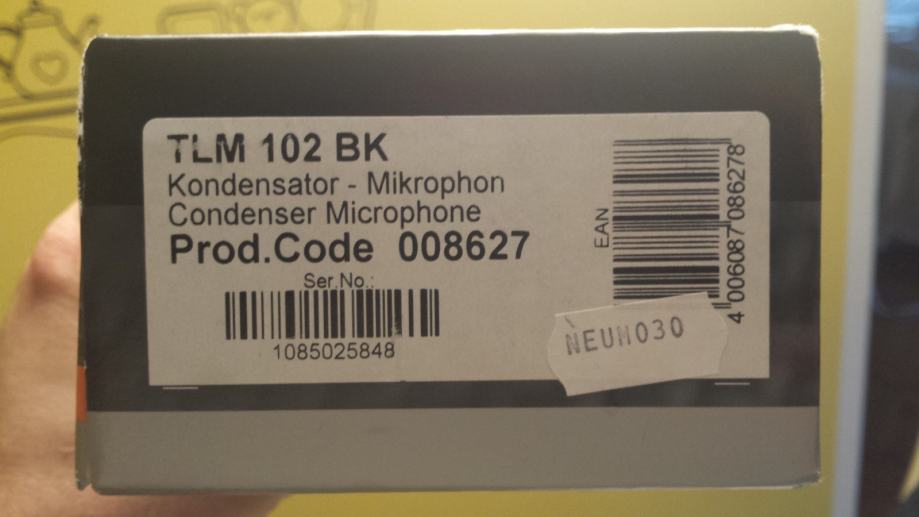 TLM 102 BK
Kondensator - Mikrophon
Condenser Microphone
Prod.Code 008627
Ser.No.:
1085025848
EAN
4 006087 086278
NEUM030